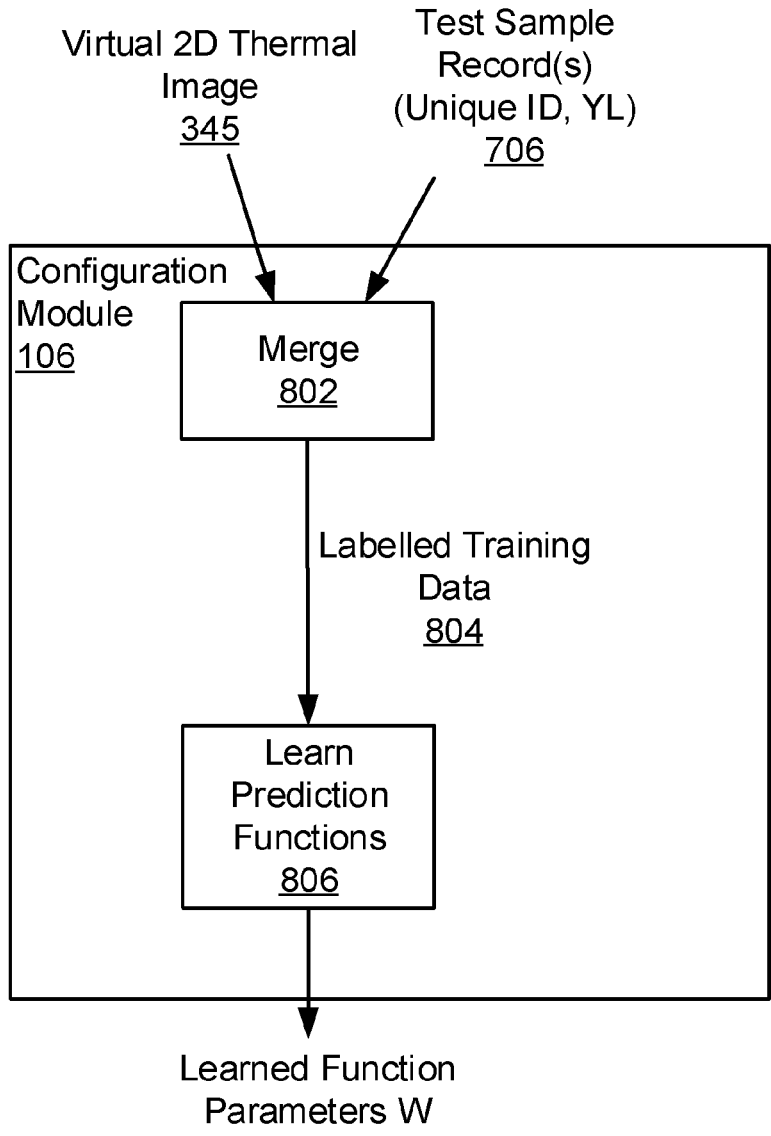 Virtual 2D Thermal
Image
345
Test Sample
Record(s)
(Unique ID, YL)
706
Configuration
Module
106
Merge
802
Labelled Training
Data
804
Learn
Prediction
Functions
806
Learned Function
Parameters W